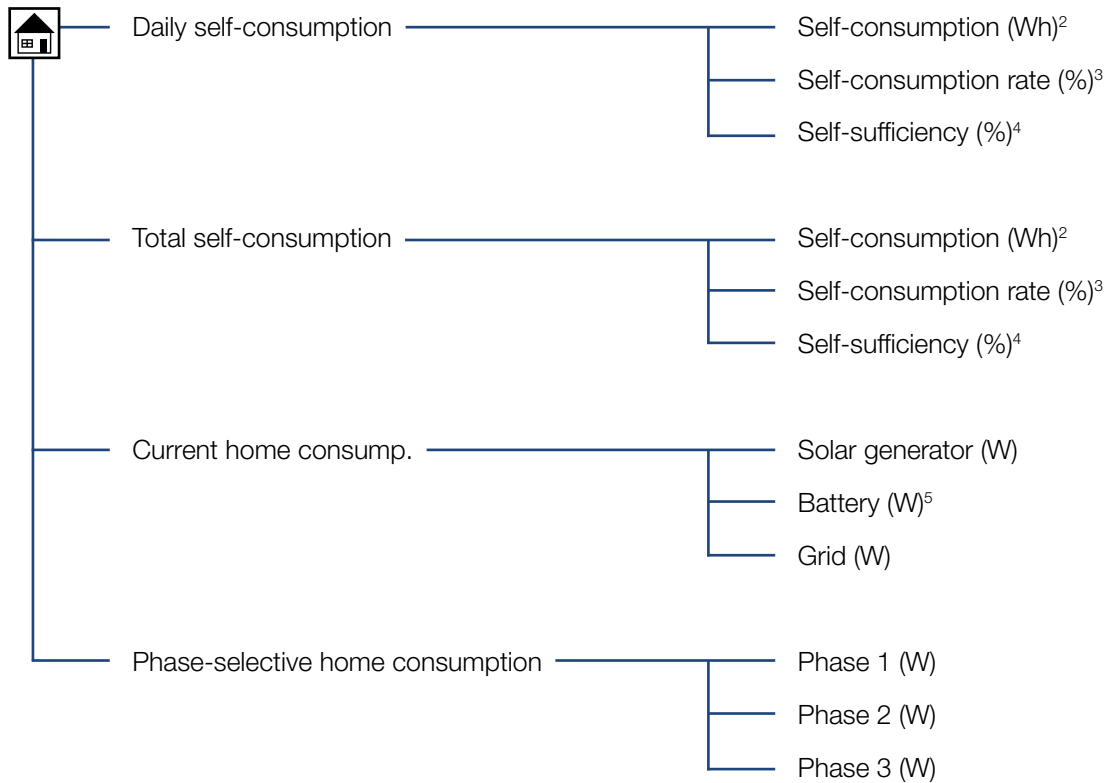 Daily self-consumption
Self-consumption (Wh)²
Self-consumption rate (%)³
Self-sufficiency (%)⁴
Total self-consumption
Self-consumption (Wh)²
Self-consumption rate (%)³
Self-sufficiency (%)⁴
Current home consump.
Solar generator (W)
Battery (W)⁵
Grid (W)
Phase-selective home consumption
Phase 1 (W)
Phase 2 (W)
Phase 3 (W)